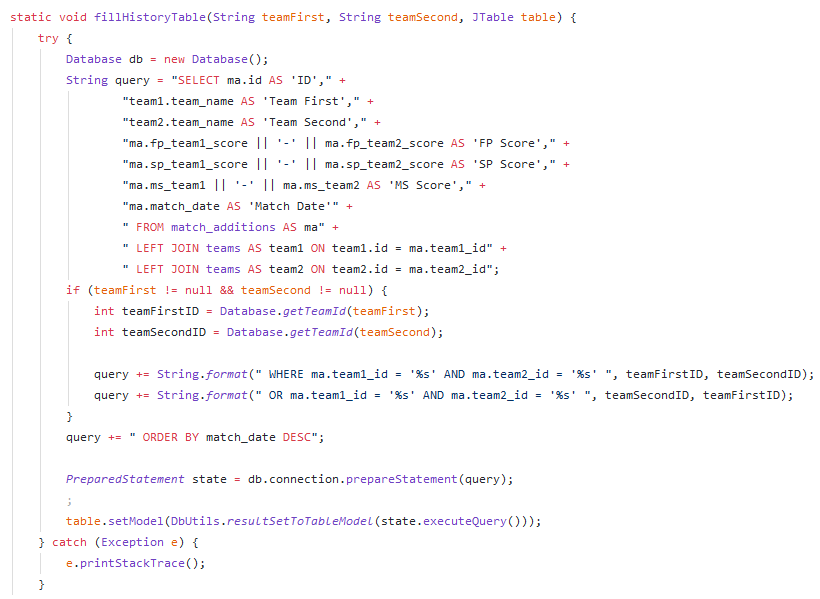 static void fillHistoryTable(String teamFirst, String teamSecond, JTable table) {
    try {
        Database db = new Database();
        String query = "SELECT ma.id AS 'ID'," +
                "team1.team_name AS 'Team First'," +
                "team2.team_name AS 'Team Second'," +
                "ma.fp_team1_score || '-' || ma.fp_team2_score AS 'FP Score'," +
                "ma.sp_team1_score || '-' || ma.sp_team2_score AS 'SP Score'," +
                "ma.ms_team1 || '-' || ma.ms_team2 AS 'MS Score'," +
                "ma.match_date AS 'Match Date'" +
                " FROM match_additions AS ma" +
                " LEFT JOIN teams AS team1 ON team1.id = ma.team1_id" +
                " LEFT JOIN teams AS team2 ON team2.id = ma.team2_id";
        if (teamFirst != null && teamSecond != null) {
            int teamFirstID = Database.getTeamId(teamFirst);
            int teamSecondID = Database.getTeamId(teamSecond);

            query += String.format(" WHERE ma.team1_id = '%s' AND ma.team2_id = '%s' ", teamFirstID, teamSecondID);
            query += String.format(" OR ma.team1_id = '%s' AND ma.team2_id = '%s' ", teamSecondID, teamFirstID);
        }
        query += " ORDER BY match_date DESC";

        PreparedStatement state = db.connection.prepareStatement(query);
        ;
        table.setModel(DbUtils.resultSetToTableModel(state.executeQuery()));
    } catch (Exception e) {
        e.printStackTrace();
    }